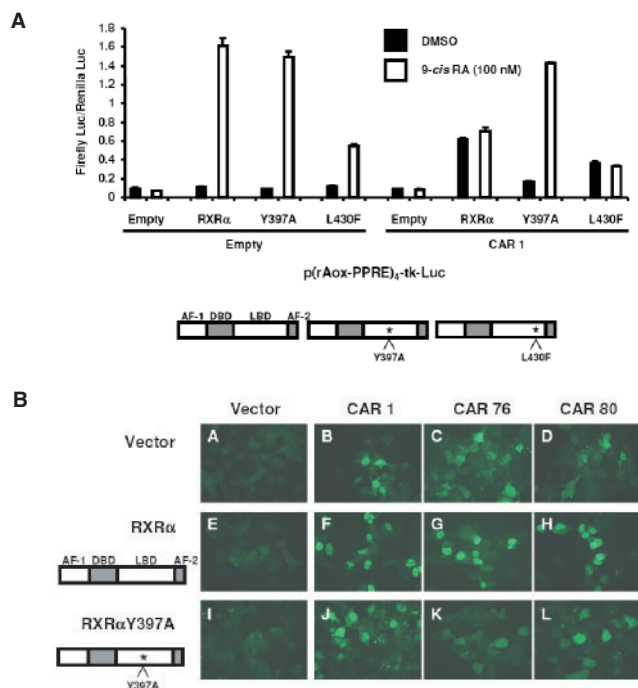 A
Firefly Luc/Renilla Luc
1.8
1.6
1.4
1.2
1
0.8
0.6
0.4
0.2
0
DMSO
9-cis RA (100 nM)
Empty RXRα Y397A L430F Empty RXRα Y397A L430F
Empty CAR 1
p(rAox-PPRE)4-tk-Luc
AF-1 DBD LBD AF-2
* *
Y397A L430F
B
Vector CAR 1 CAR 76 CAR 80
Vector
A B C D
RXRα
E F G H
AF-1 DBD LBD AF-2
RXRαY397A
I J K L
*
Y397A